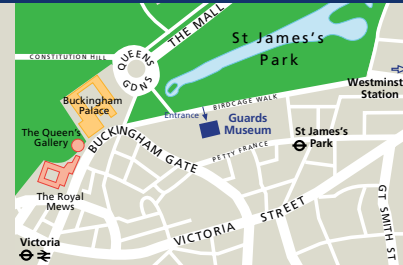 THE MALL
St James's
Park
CONSTITUTION HILL
QUEENS
GDNS
Westminst
Station
Buckingham
Palace
BIRDCAGE WALK
Entrance
Guards
Museum
The Queen's
Gallery
BUCKINGHAM GATE
PETTY FRANCE
St James's
Park
The Royal
Mews
VICTORIA STREET
GT SMITH ST
Victoria